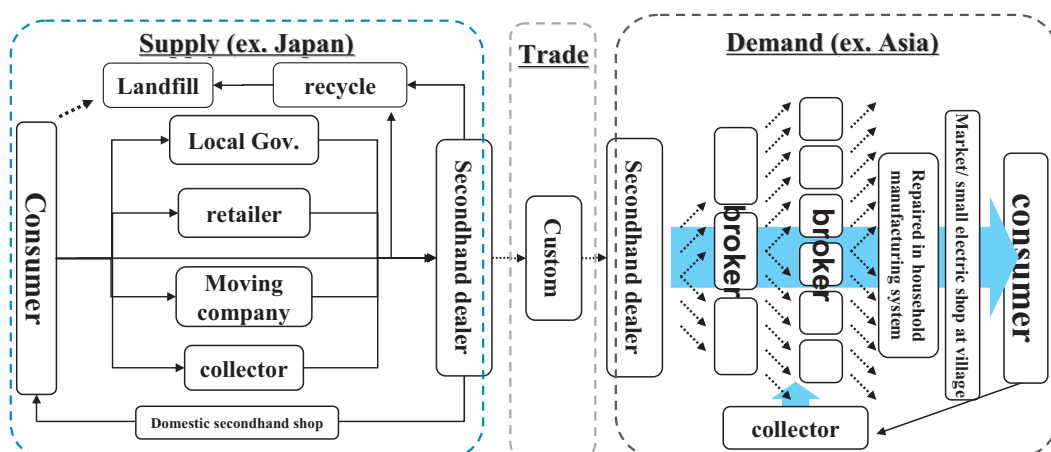 Supply (ex. Japan)
Landfill
recycle
Consumer
Local Gov.
retailer
Moving
company
collector
Domestic secondhand shop
Secondhand dealer
Trade
Custom
Demand (ex. Asia)
Secondhand dealer
broker
broker
Repaired in household
manufacturing system
Market/ small electric shop at village
consumer
collector